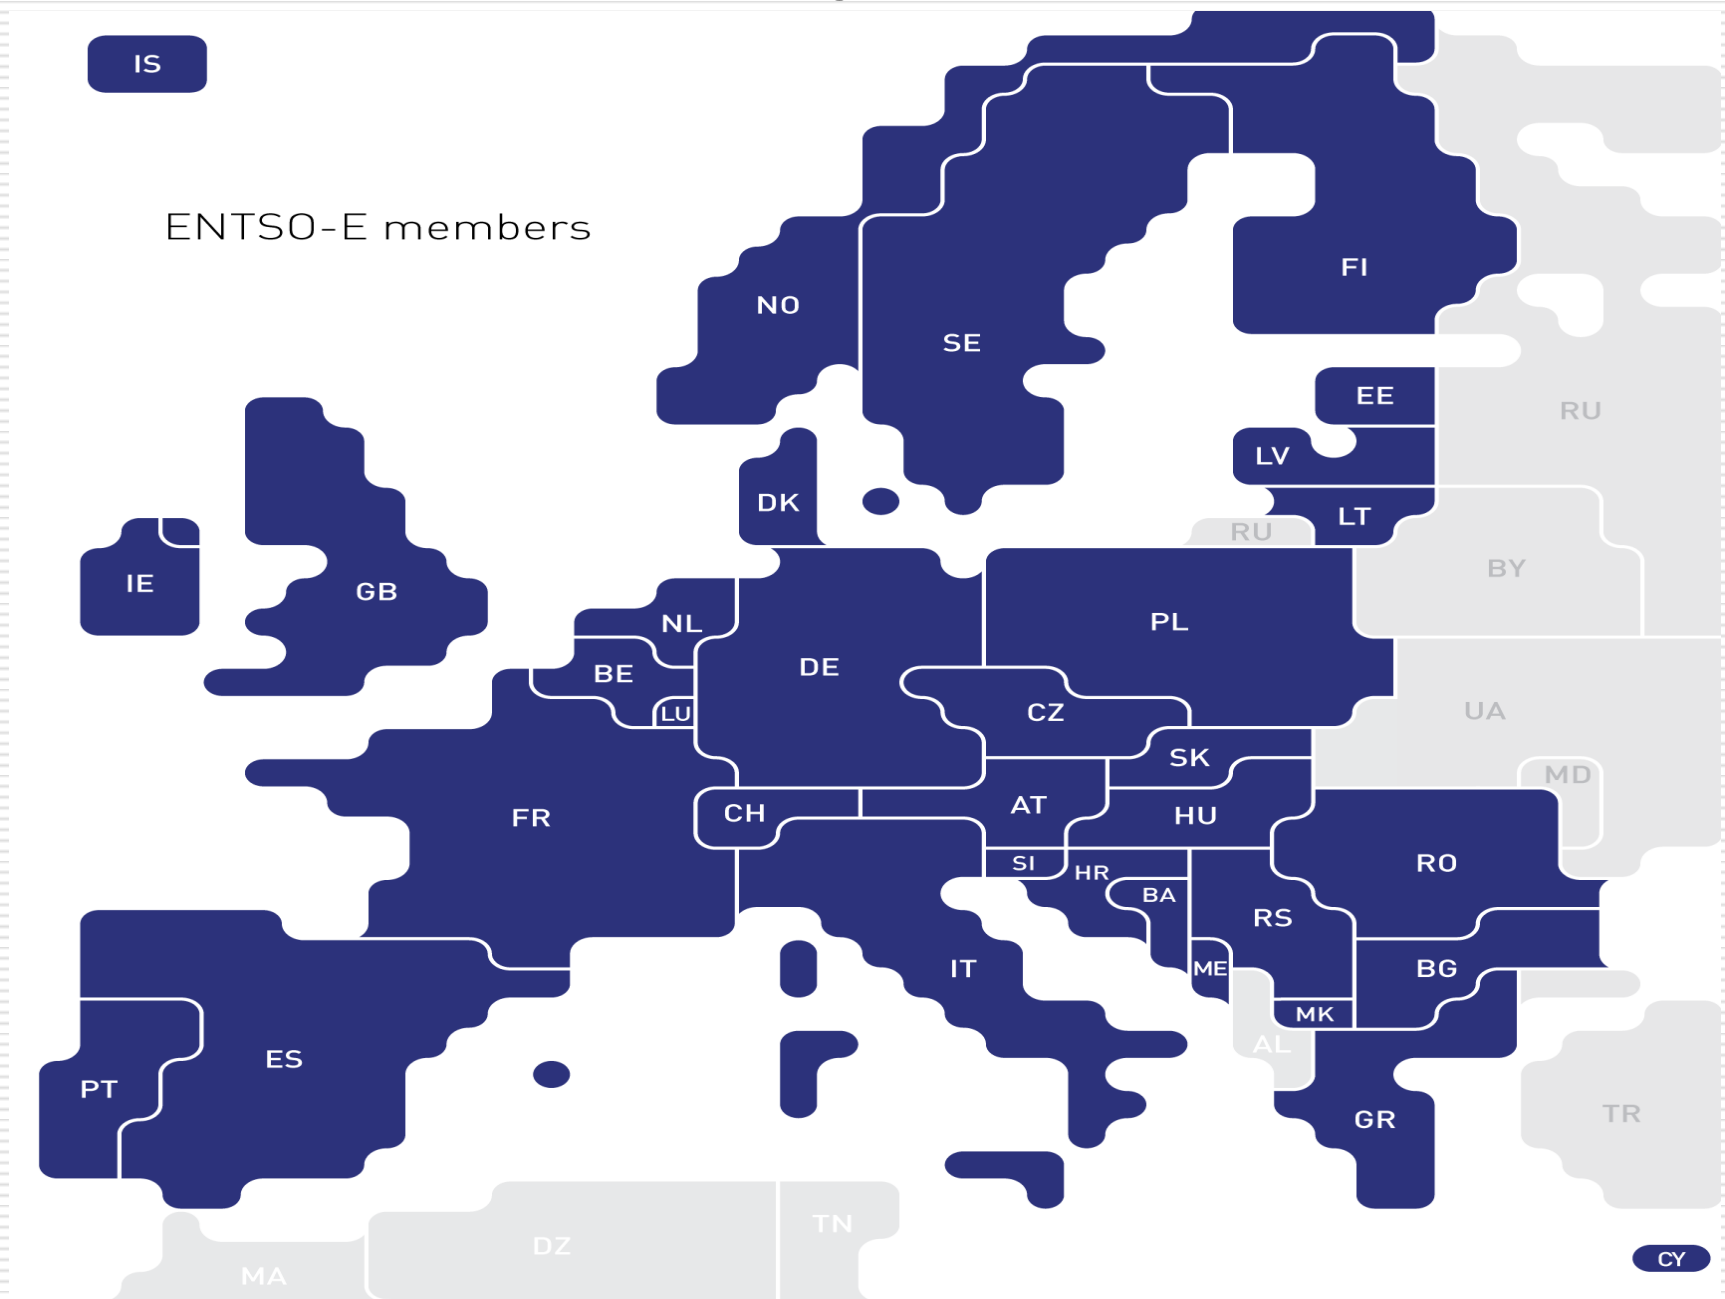 IS
ENTSO-E members
FI
NO
SE
EE
RU
LV
DK
LT
RU
BY
IE
GB
NL
PL
DE
BE
CZ
LU
UA
SK
MD
AT
CH
HU
FR
SI
HR
RO
BA
RS
IT
ME
BG
MK
AL
ES
PT
GR
TR
TN
DZ
CY
MA